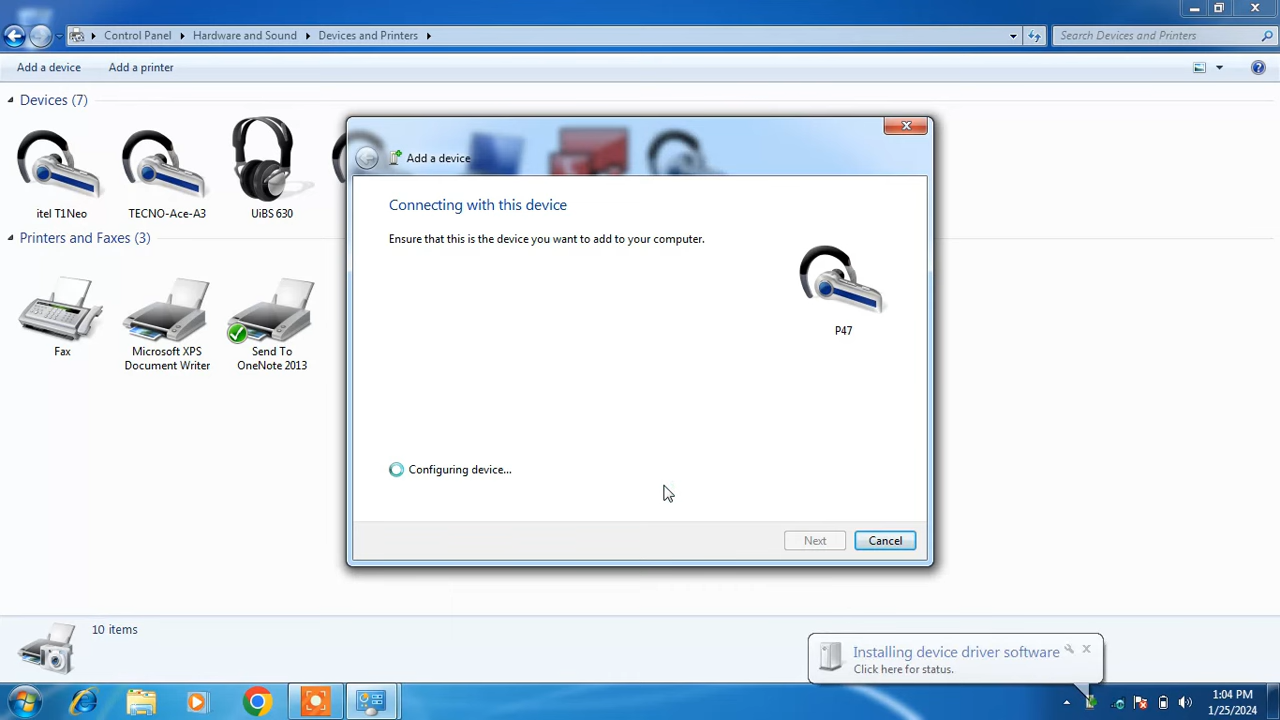 Control Panel
Hardware and Sound
Devices and Printers
Search Devices and Printers
Add a device
Add a printer
Devices (7)
itel T1Neo
TECNO-Ace-A3
UiBS 630
Printers and Faxes (3)
Fax
Microsoft XPS
Document Writer
Send To
OneNote 2013
Add a device
Connecting with this device
Ensure that this is the device you want to add to your computer.
P47
Configuring device...
Next
Cancel
10 items
Installing device driver software
Click here for status.
1:04 PM
1/25/2024